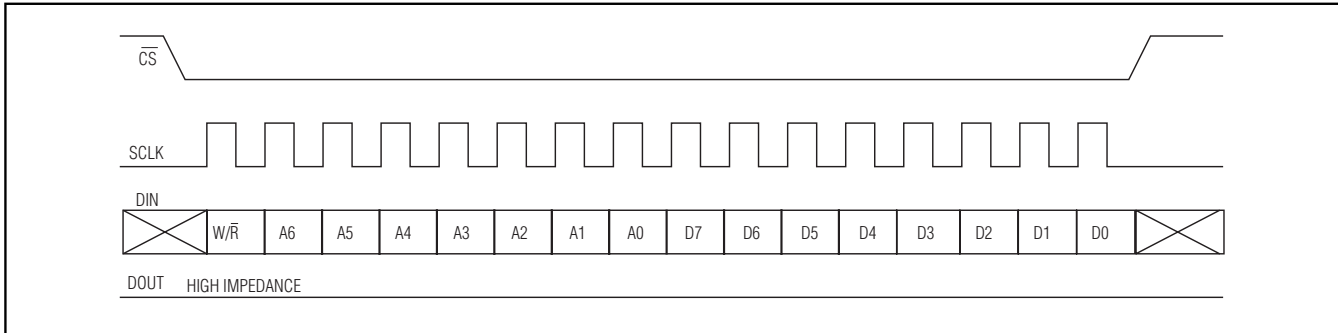 C̅S̅
SCLK
DIN
W/R̅ A6 A5 A4 A3 A2 A1 A0 D7 D6 D5 D4 D3 D2 D1 D0
DOUT HIGH IMPEDANCE